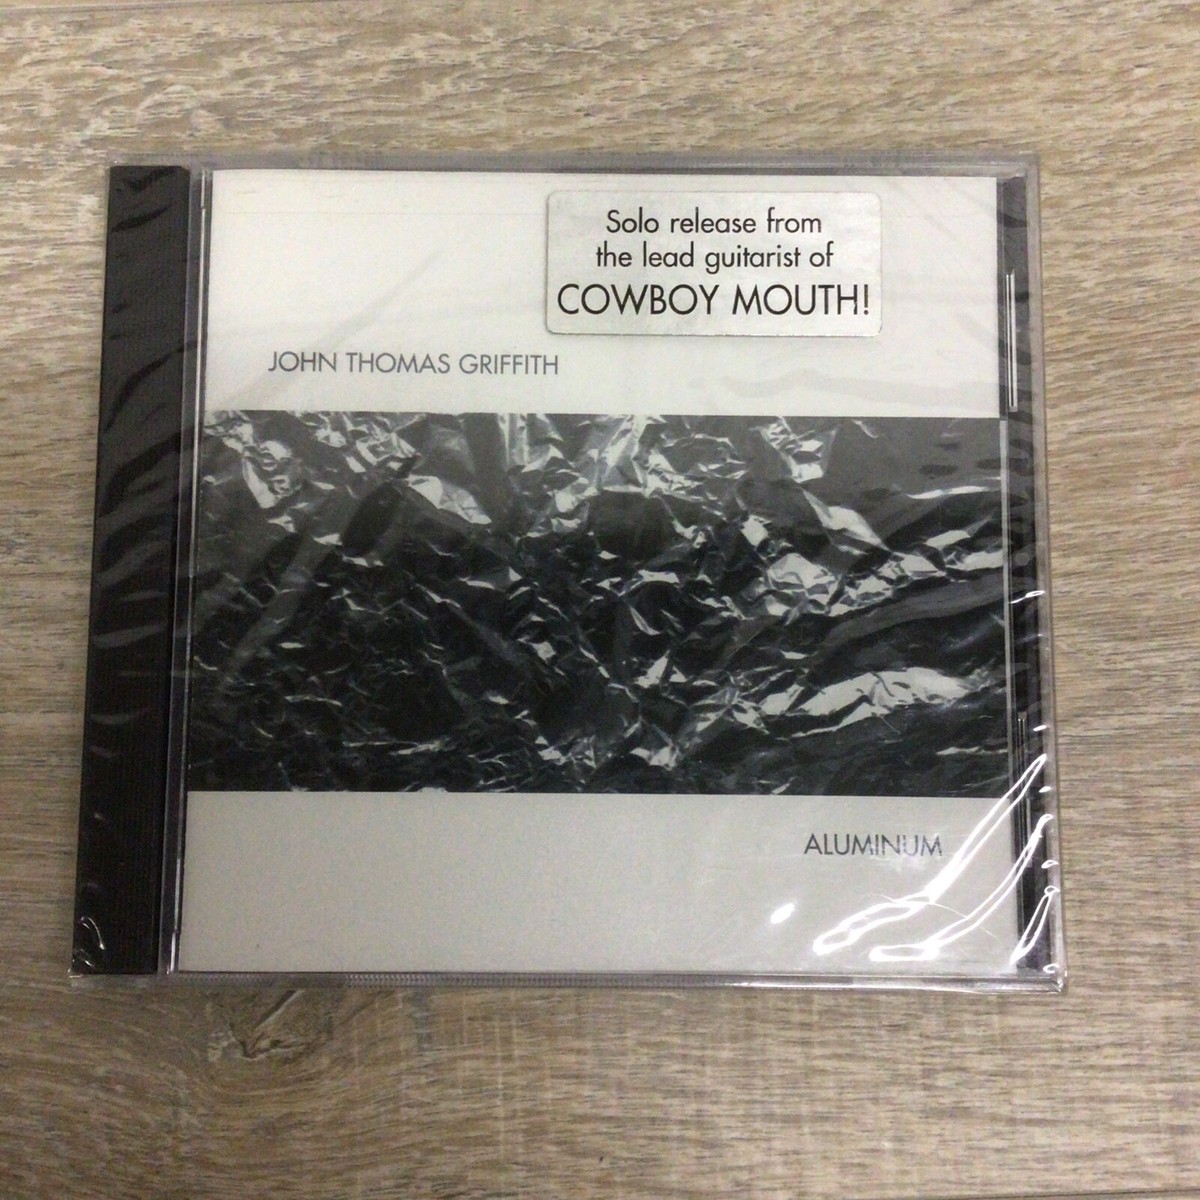 Solo release from
the lead guitarist of
COWBOY MOUTH!
JOHN THOMAS GRIFFITH
ALUMINUM